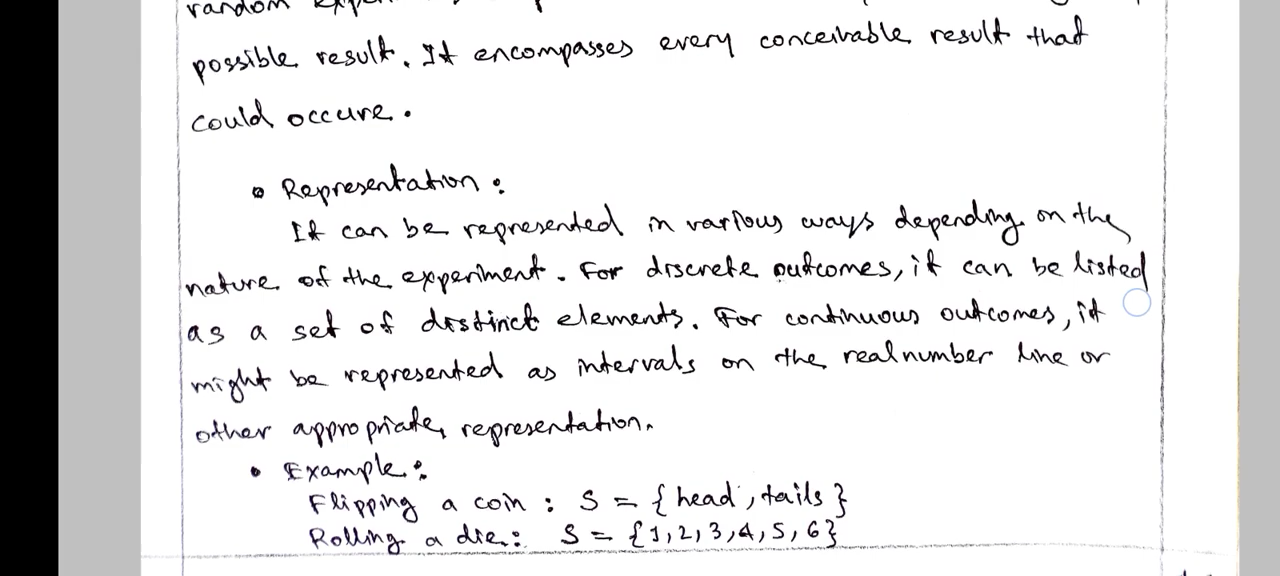 random
possible result. It encompasses every conceivable result that
could occure.
• Representation:
It can be represented in various ways depending on the
nature of the experiment. For discrete outcomes, it can be listed
as a set of distinct elements. For continuous outcomes, it
might be represented as intervals on the real number line or
other appropriate representation.
• Example:
Flipping a coin : S = {head, tails}
Rolling a die: S = {1,2,3,4,5,6}